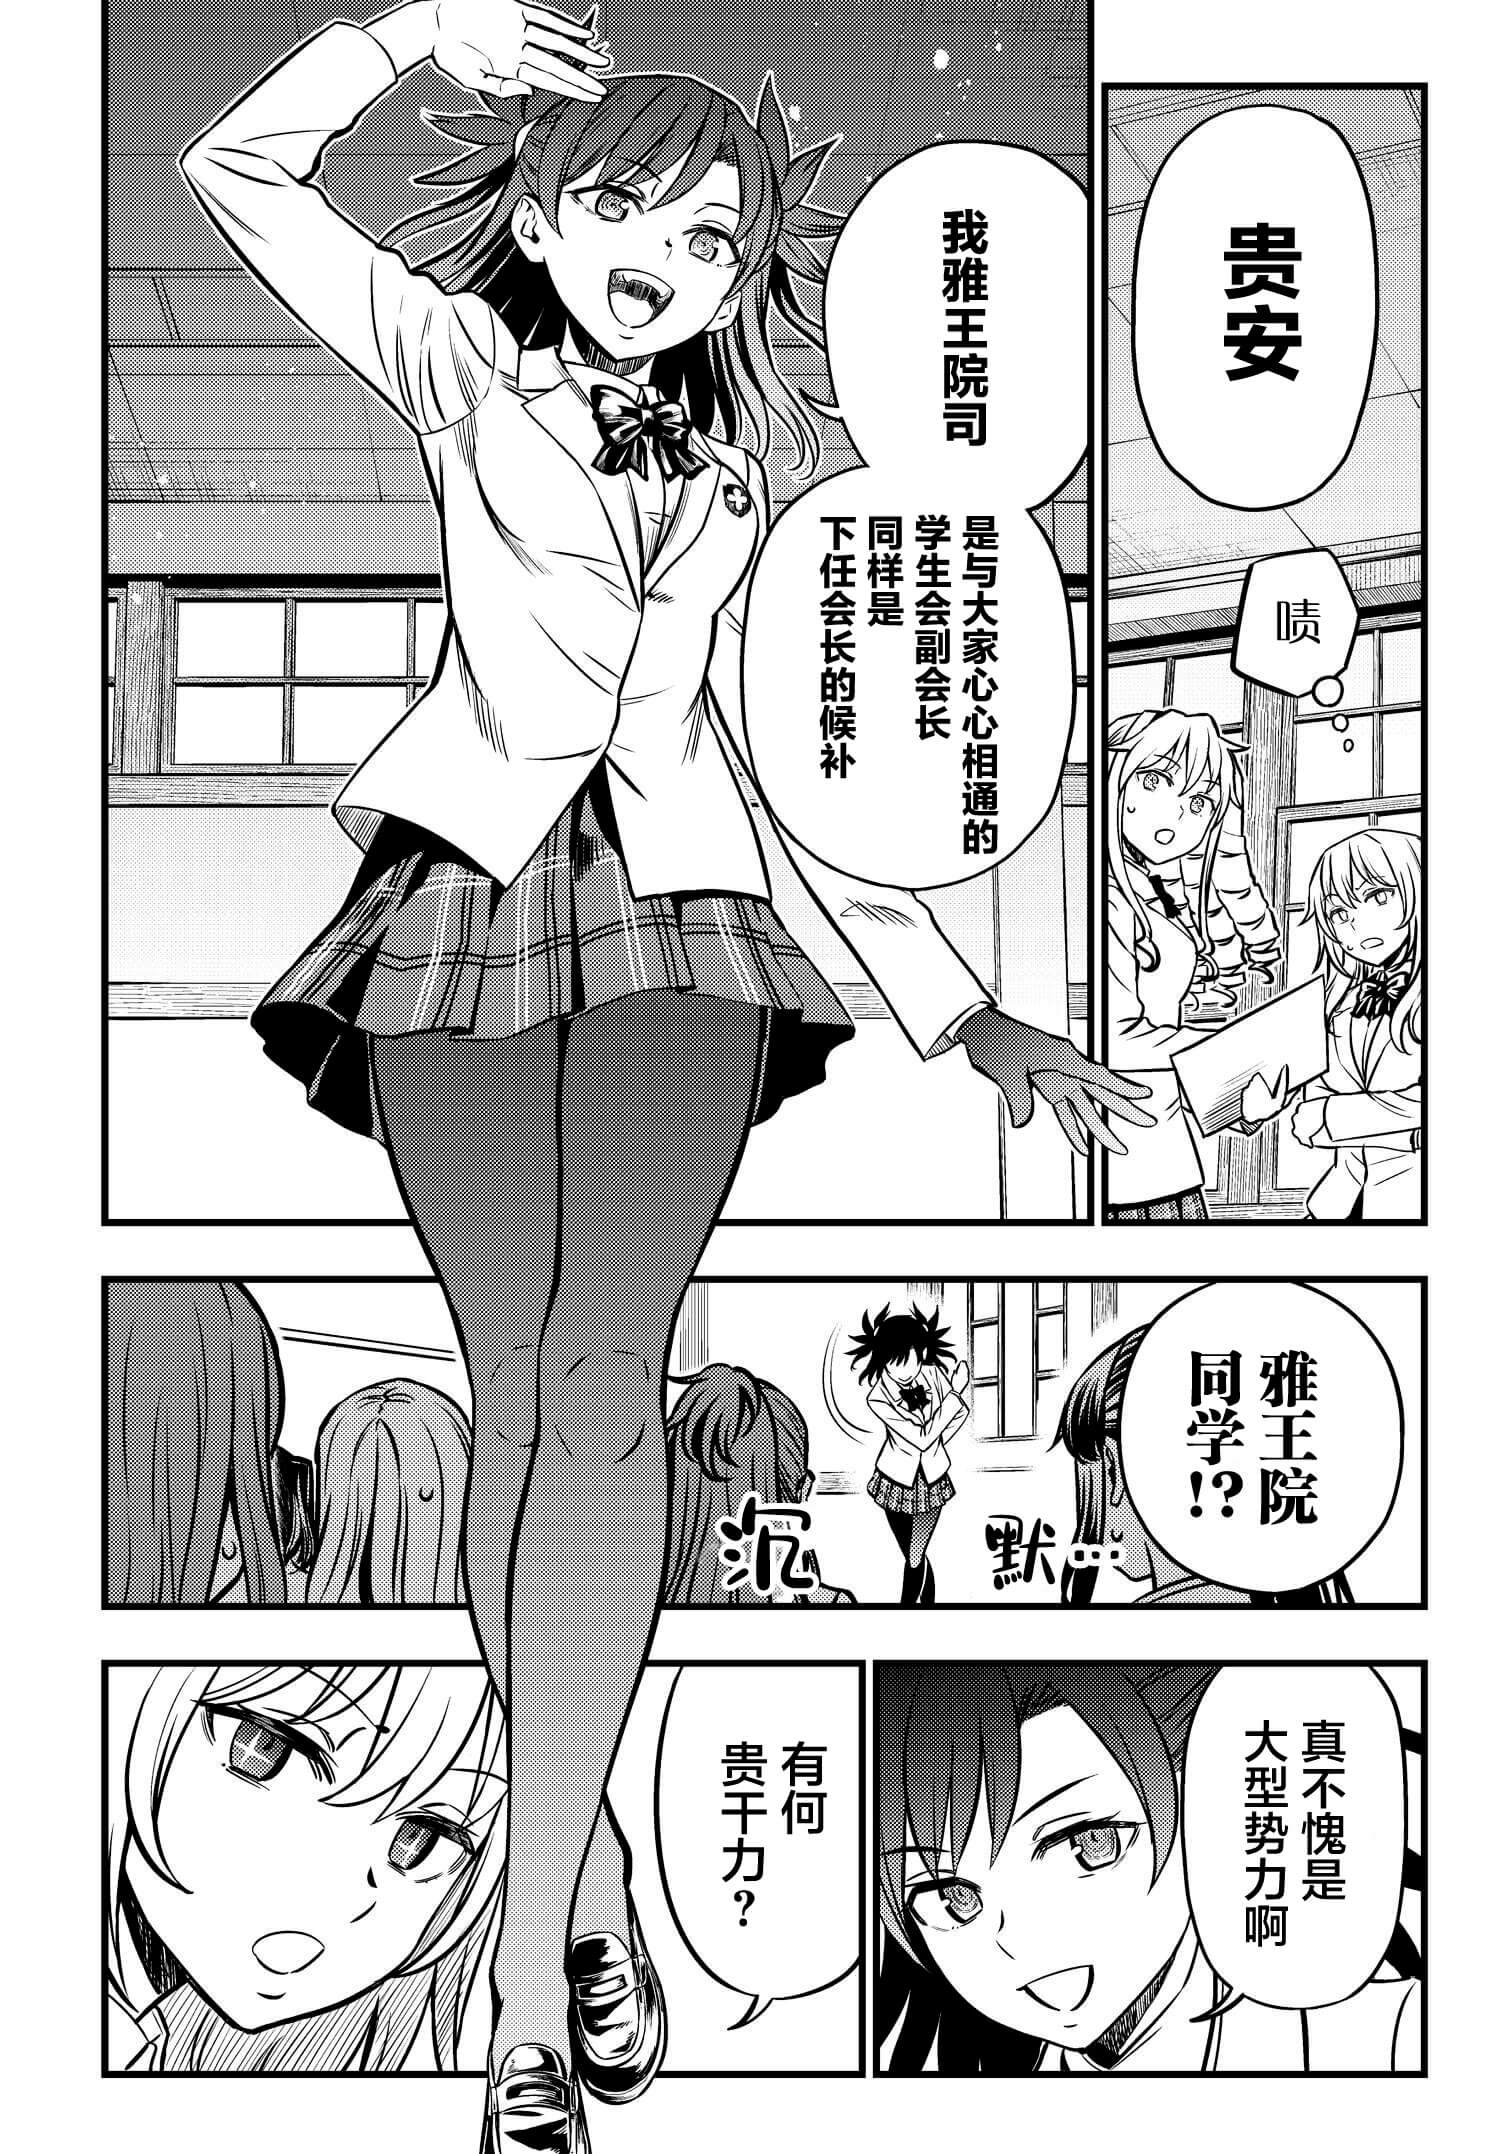 贵安
啧
我雅王院司
是与大家心心相通的
学生会副会长
同样是
下任会长的候补
雅王院
同学!?
沉默…
真不愧是
大型势力啊
有何
贵干力？